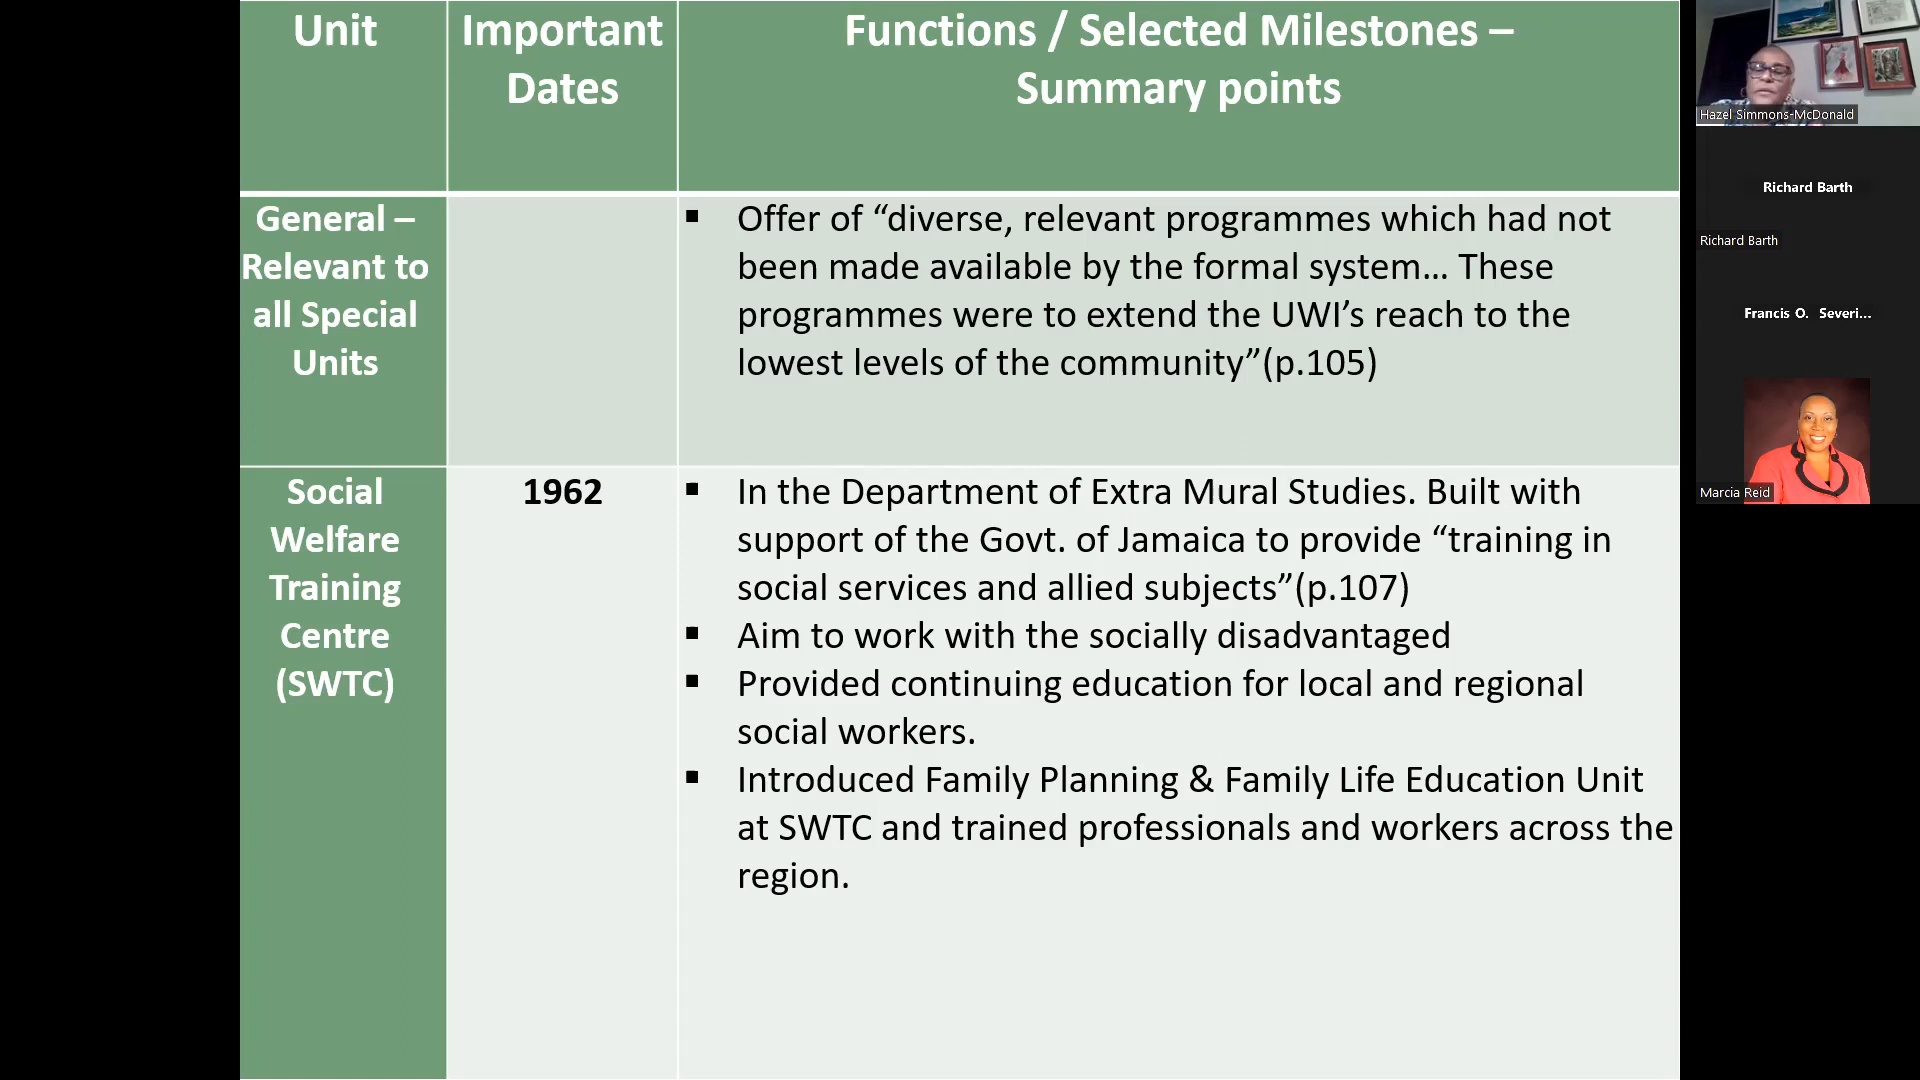 Unit
Important
Dates
Functions / Selected Milestones –
Summary points
General –
Relevant to
all Special
Units
▪ Offer of “diverse, relevant programmes which had not
been made available by the formal system… These
programmes were to extend the UWI’s reach to the
lowest levels of the community”(p.105)
Social
Welfare
Training
Centre
(SWTC)
1962
▪ In the Department of Extra Mural Studies. Built with
support of the Govt. of Jamaica to provide “training in
social services and allied subjects”(p.107)
▪ Aim to work with the socially disadvantaged
▪ Provided continuing education for local and regional
social workers.
▪ Introduced Family Planning & Family Life Education Unit
at SWTC and trained professionals and workers across the
region.
Hazel Simmons-McDonald
Richard Barth
Richard Barth
Francis O. Severi...
Marcia Reid